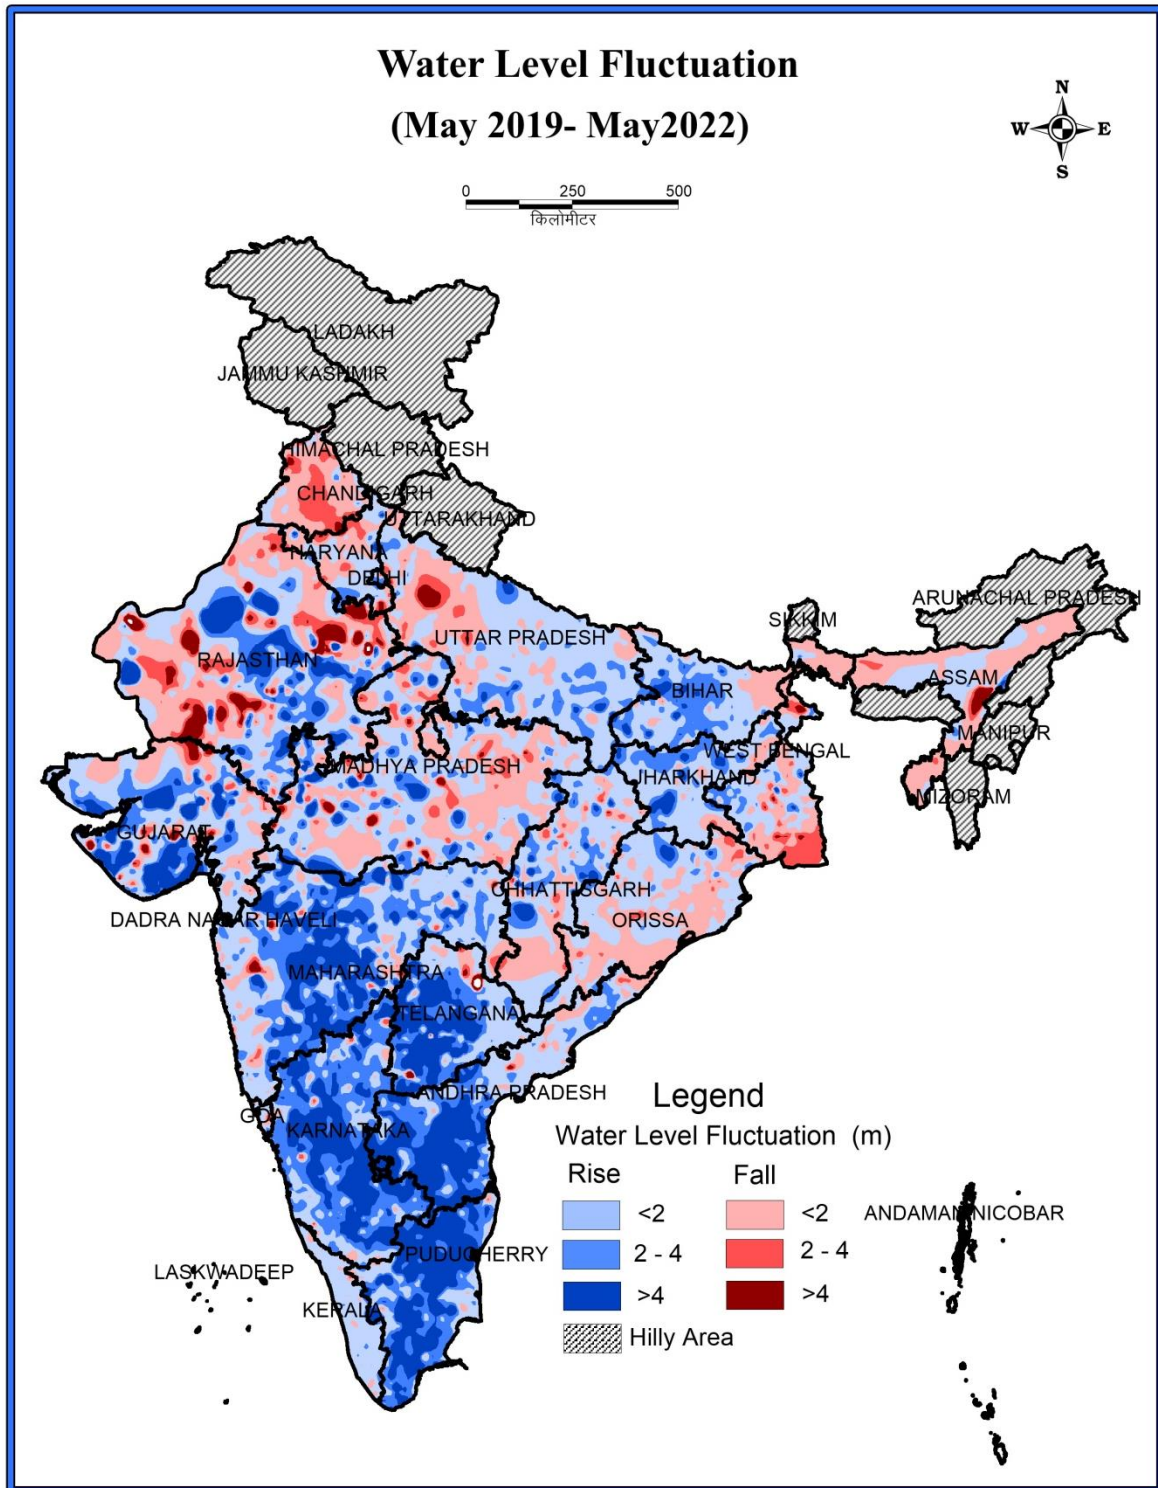 Water Level Fluctuation
(May 2019- May2022)
N
W E
S
0 250 500
किलोमीटर
LADAKH
JAMMU KASHMIR
HIMACHAL PRADESH
CHANDIGARH
UTTARAKHAND
HARYANA
DELHI
ARUNACHAL PRADESH
SIKKIM
UTTAR PRADESH
RAJASTHAN
ASSAM
BIHAR
MANIPUR
WEST BENGAL
MADHYA PRADESH
JHARKHAND
MIZORAM
GUJARAT
CHHATTISGARH
DADRA NAGAR HAVELI
ORISSA
MAHARASHTRA
TELANGANA
ANDHRA PRADESH
GOA
KARNATAKA
Legend
Water Level Fluctuation (m)
Rise Fall
<2 <2
2 - 4 2 - 4
>4 >4
Hilly Area
ANDAMAN NICOBAR
PUDUCHERRY
LASKWADEEP
KERALA